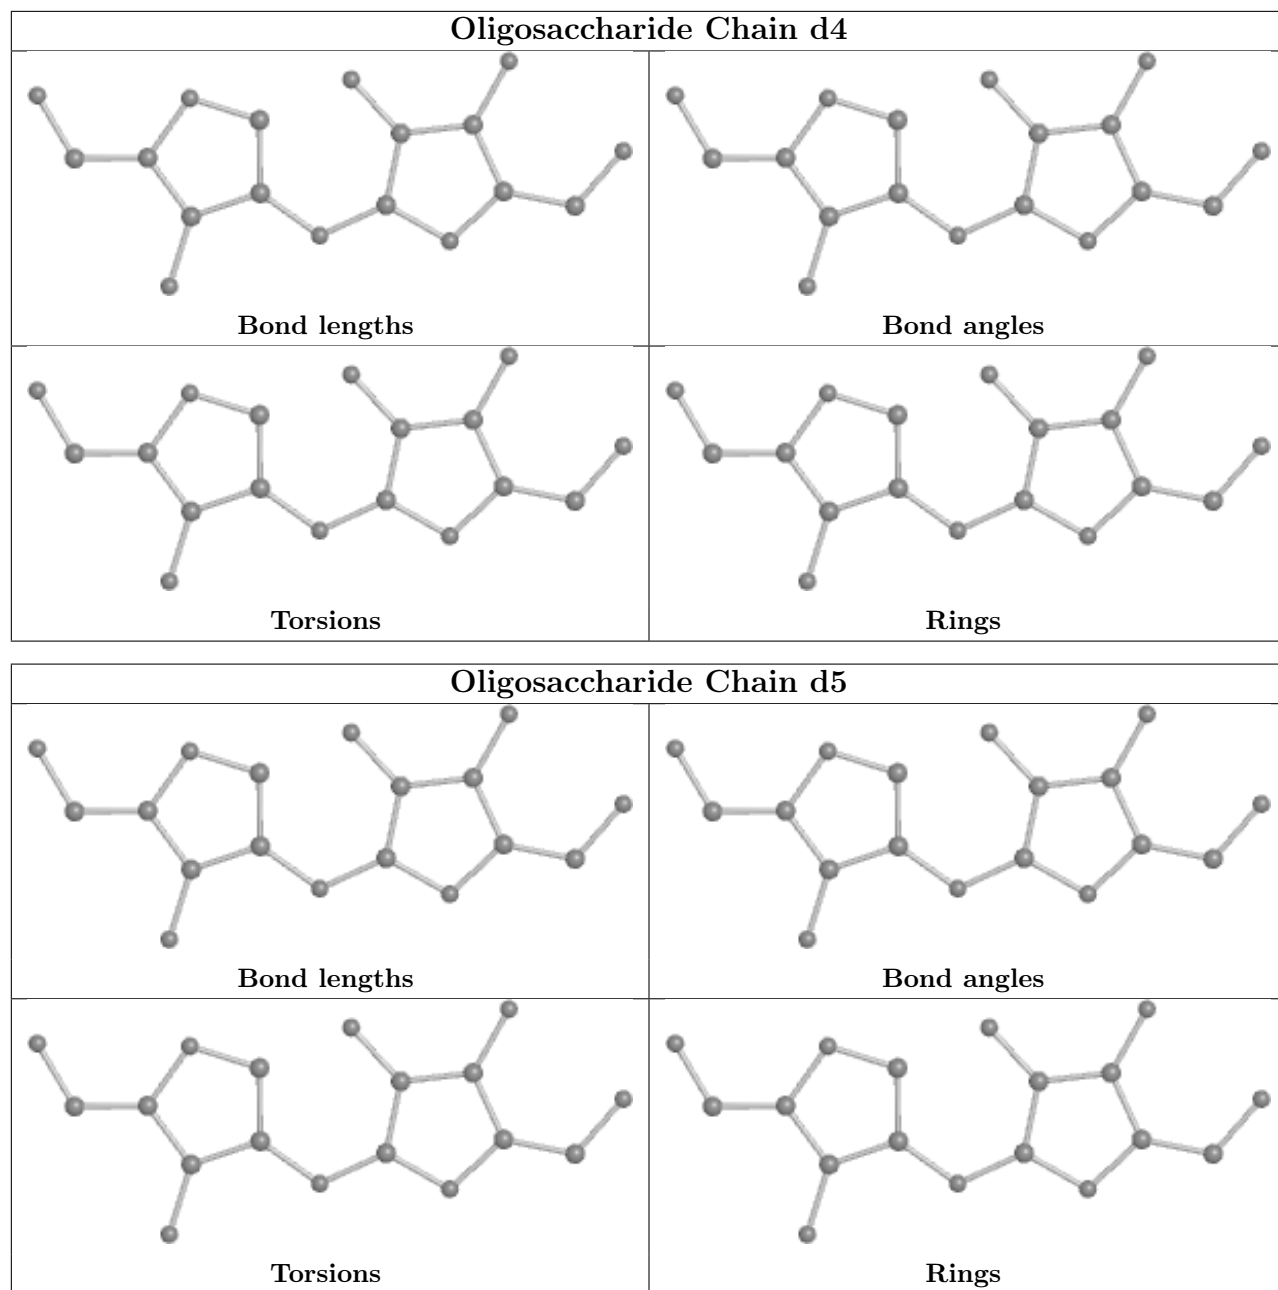 Oligosaccharide Chain d4
Bond lengths
Bond angles
Torsions
Rings
Oligosaccharide Chain d5
Bond lengths
Bond angles
Torsions
Rings